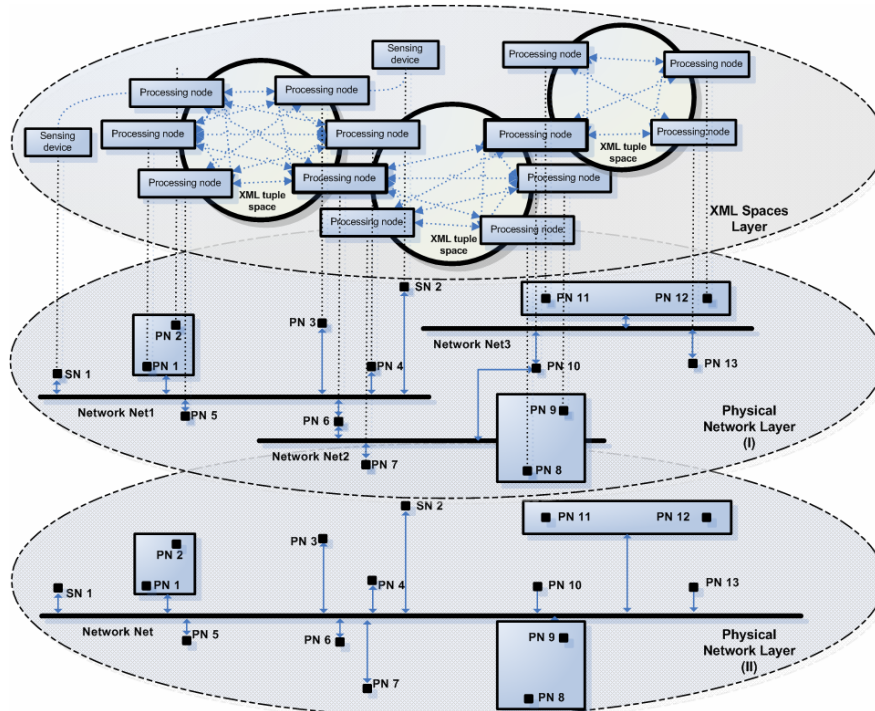 Processing node
Processing node
Sensing
device
Processing node
Processing node
Processing node
Sensing
device
Processing node
Processing node
Processing node
Processing node
Processing node
XML tuple
space
Processing node
Processing node
Processing node
XML tuple
space
Processing node
Processing node
XML tuple
space
XML Spaces
Layer
SN 2
PN 11
PN 12
PN 3
PN 2
Network Net3
PN 1
PN 4
PN 10
PN 13
SN 1
Network Net1
PN 5
PN 6
PN 9
Physical
Network Layer
(I)
Network Net2
PN 7
PN 8
SN 2
PN 11
PN 12
PN 3
PN 2
PN 1
PN 4
PN 10
PN 13
SN 1
Network Net
PN 5
PN 6
PN 9
Physical
Network Layer
(II)
PN 7
PN 8